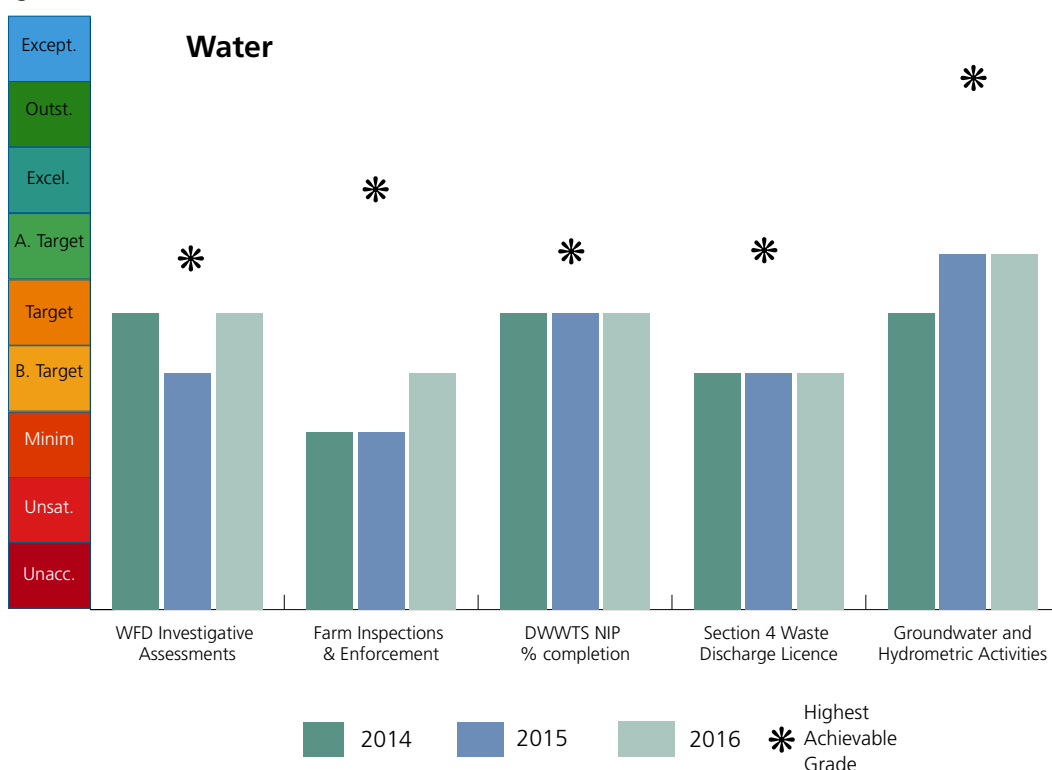 Water
Except.
Outst.
Excel.
A. Target
Target
B. Target
Minim
Unsat.
Unacc.
WFD Investigative
Assessments
Farm Inspections
& Enforcement
DWWTS NIP
% completion
Section 4 Waste
Discharge Licence
Groundwater and
Hydrometric Activities
2014
2015
2016
Highest
Achievable
Grade